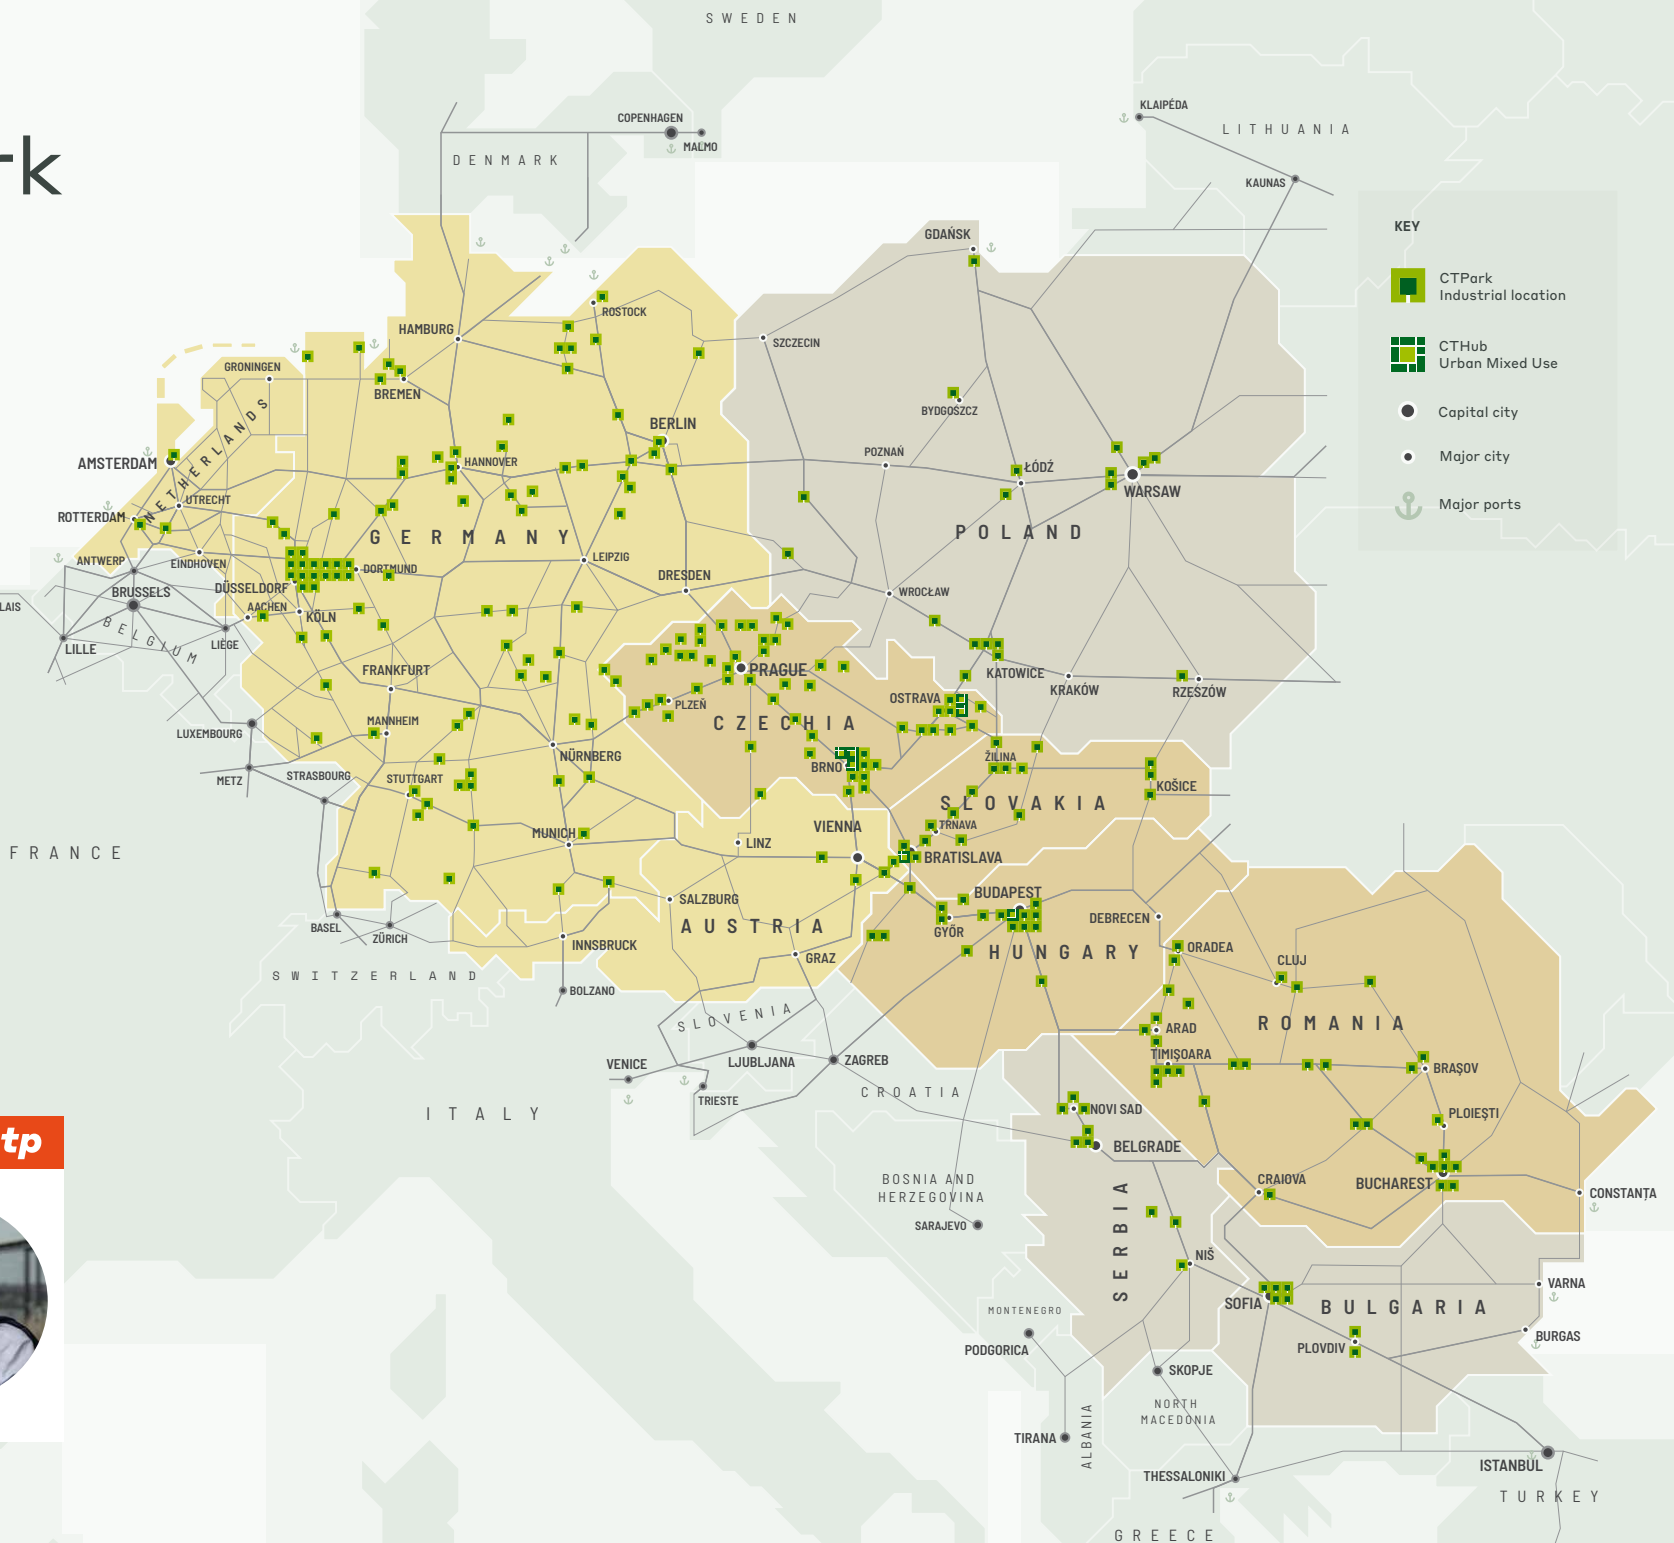 SWEDEN
rk
COPENHAGEN
MALMO
DENMARK
KLAIPĖDA
LITHUANIA
KAUNAS
KEY
CTPark
Industrial location
CTHub
Urban Mixed Use
Capital city
Major city
Major ports
GDAŃSK
ROSTOCK
HAMBURG
SZCZECIN
GRONINGEN
BREMEN
BYDGOSZCZ
BERLIN
NETHERLANDS
AMSTERDAM
HANNOVER
POZNAŃ
ŁÓDŹ
WARSAW
UTRECHT
ROTTERDAM
GERMANY
POLAND
ANTWERP
EINDHOVEN
LEIPZIG
DORTMUND
DRESDEN
BRUSSELS
DÜSSELDORF
WROCŁAW
LAIS
AACHEN
KÖLN
BELGIUM
LIÈGE
LILLE
FRANKFURT
PRAGUE
KATOWICE
KRAKÓW
RZESZÓW
OSTRAVA
PLZEŇ
CZECHIA
LUXEMBOURG
MANNHEIM
NÜRNBERG
ŽILINA
BRNO
METZ
STRASBOURG
STUTTGART
KOŠICE
SLOVAKIA
TRNAVA
VIENNA
MUNICH
LINZ
BRATISLAVA
FRANCE
BUDAPEST
SALZBURG
DEBRECEN
BASEL
ZÜRICH
AUSTRIA
GYÖR
INNSBRUCK
HUNGARY
ORADEA
GRAZ
CLUJ
SWITZERLAND
BOLZANO
SLOVENIA
ARAD
ROMANIA
VENICE
LJUBLJANA
ZAGREB
TIMIȘOARA
BRAȘOV
TRIESTE
CROATIA
ITALY
NOVI SAD
PLOIEȘTI
tp
BELGRADE
BOSNIA AND
HERZEGOVINA
CRAIOVA
BUCHAREST
CONSTANȚA
SARAJEVO
SERBIA
NIŠ
VARNA
MONTENEGRO
SOFIA
BULGARIA
PODGORICA
PLOVDIV
BURGAS
SKOPJE
NORTH
MACEDONIA
TIRANA
ALBANIA
THESSALONIKI
ISTANBUL
TURKEY
GREECE